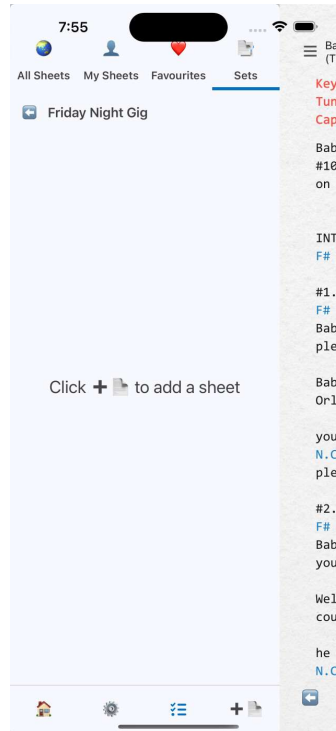 7:55
All Sheets My Sheets Favourites Sets
Friday Night Gig
Click + to add a sheet
Ba
(T
Key
Tun
Cap
Bab
#10
on
INT
F#
#1.
F#
Bab
ple
Bab
Orl
you
N.C
ple
#2.
F#
Bab
you
Wel
cou
he
N.C